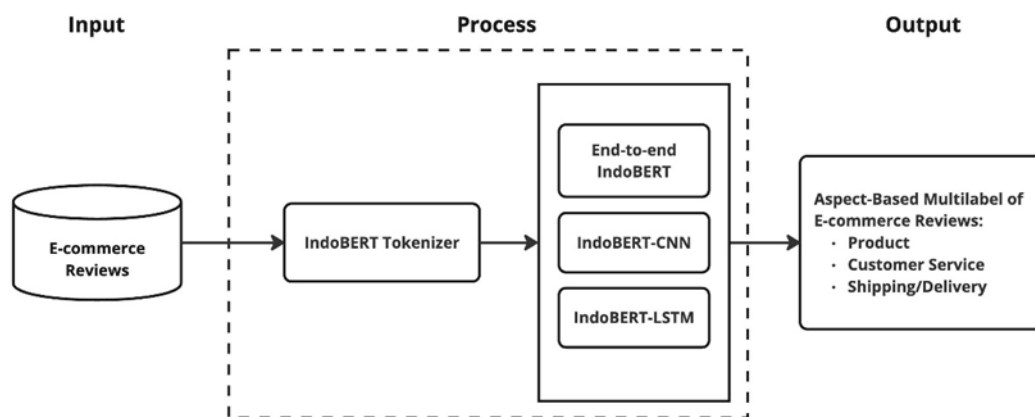 Input
Process
Output
E-commerce
Reviews
IndoBERT Tokenizer
End-to-end
IndoBERT
IndoBERT-CNN
IndoBERT-LSTM
Aspect-Based Multilabel of
E-commerce Reviews:
· Product
· Customer Service
· Shipping/Delivery